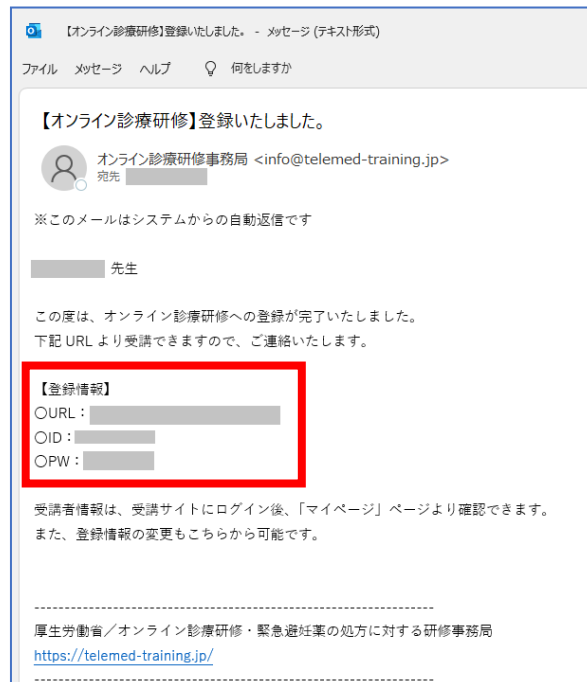 【オンライン診療研修】登録いたしました。 - メッセージ (テキスト形式)
ファイル メッセージ ヘルプ 何をしますか
【オンライン診療研修】登録いたしました。
オンライン診療研修事務局 <info@telemed-training.jp>
宛先
※このメールはシステムからの自動返信です
先生
この度は、オンライン診療研修への登録が完了いたしました。
下記 URL より受講できますので、ご連絡いたします。
【登録情報】
○URL：
○ID：
○PW：
受講者情報は、受講サイトにログイン後、「マイページ」ページより確認できます。
また、登録情報の変更もこちらから可能です。
--------------------------------------------------------------------
厚生労働省／オンライン診療研修・緊急避妊薬の処方に対する研修事務局
https://telemed-training.jp/
--------------------------------------------------------------------